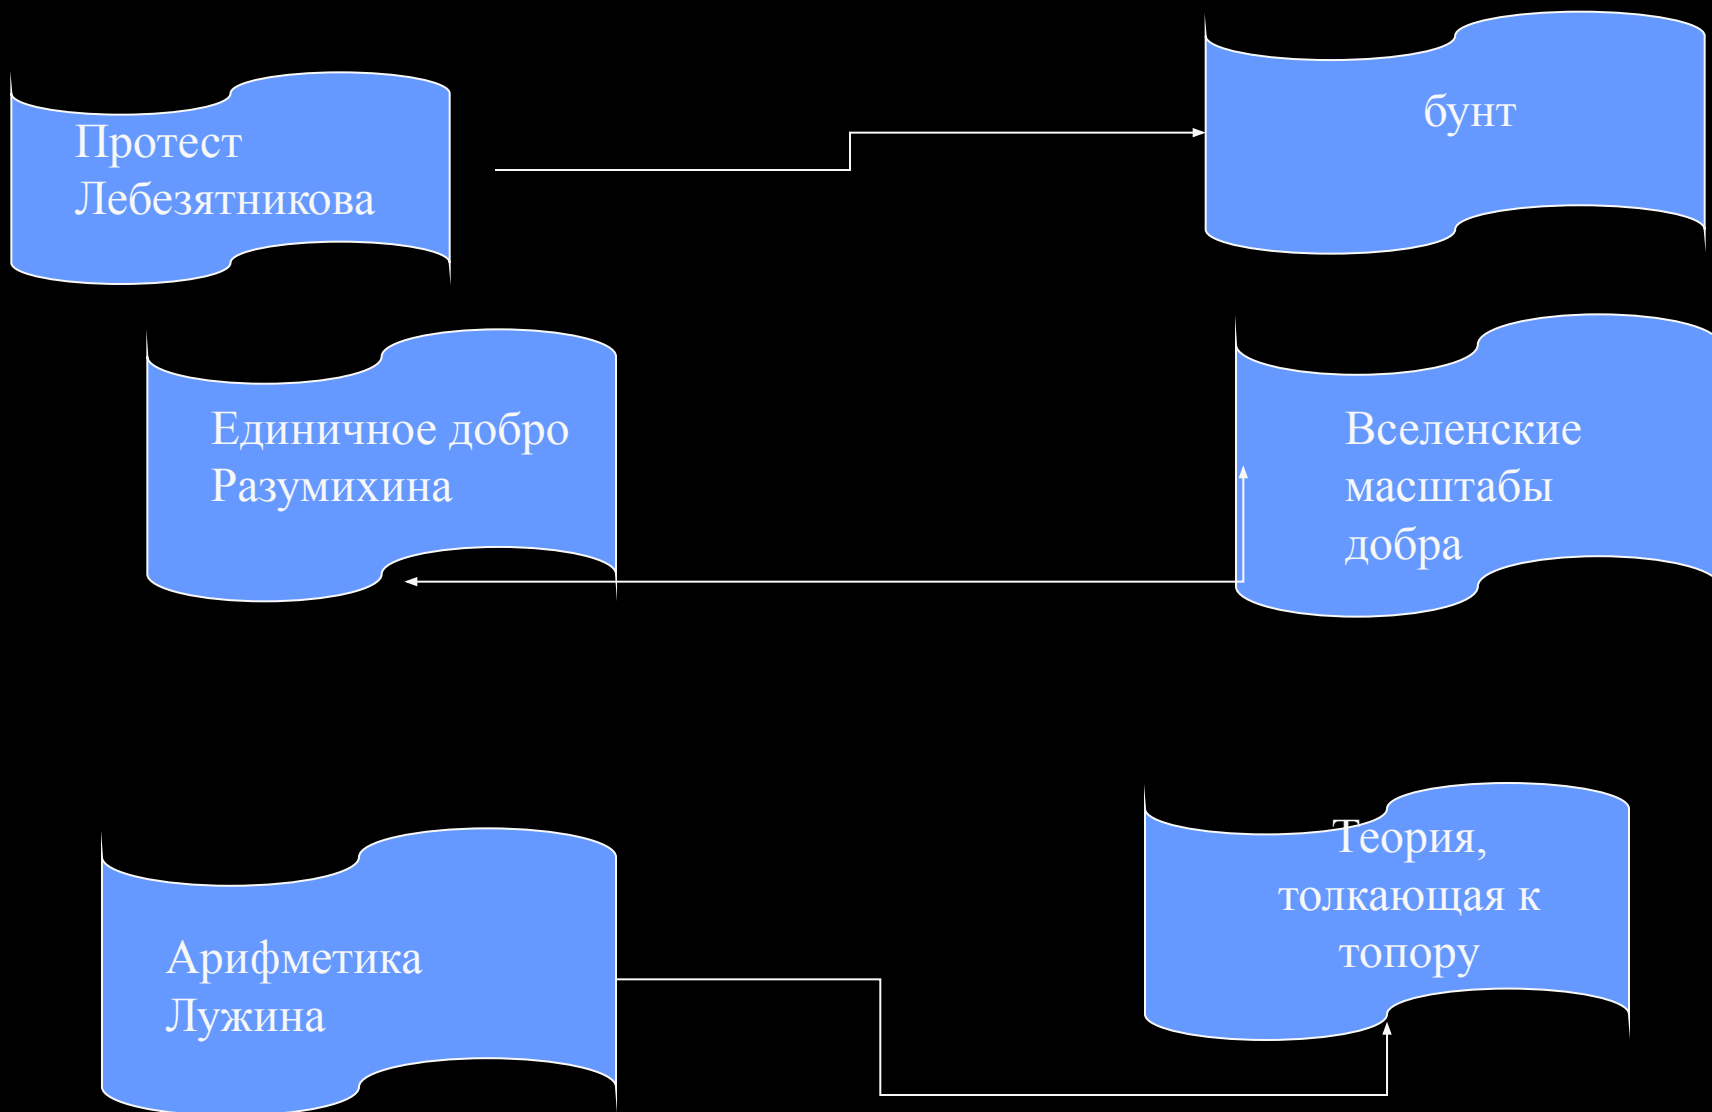 Протест
Лебезятникова
бунт
Единичное добро
Разумихина
Вселенские
масштабы
добра
Арифметика
Лужина
Теория,
толкающая к
топору